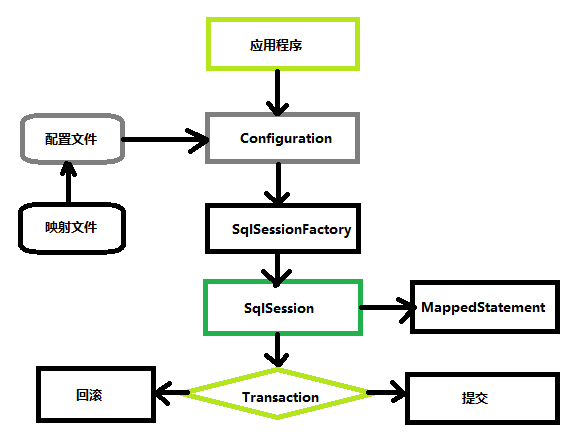 应用程序
配置文件
Configuration
映射文件
SqlSessionFactory
SqlSession
MappedStatement
回滚
Transaction
提交